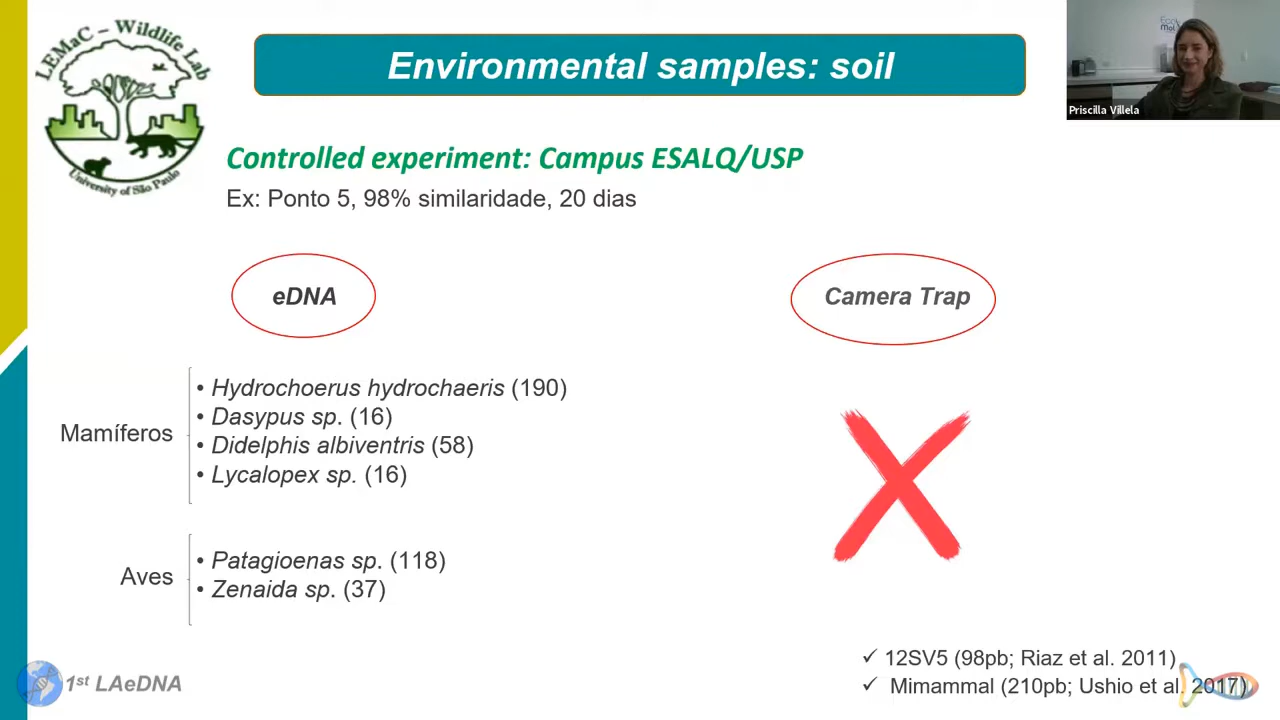 LEMaC – Wildlife Lab
University of São Paulo
Environmental samples: soil
Priscilla Villela
Controlled experiment: Campus ESALQ/USP
Ex: Ponto 5, 98% similaridade, 20 dias
eDNA
Camera Trap
Mamíferos
• Hydrochoerus hydrochaeris (190)
• Dasypus sp. (16)
• Didelphis albiventris (58)
• Lycalopex sp. (16)
Aves
• Patagioenas sp. (118)
• Zenaida sp. (37)
✓ 12SV5 (98pb; Riaz et al. 2011)
✓ Mimammal (210pb; Ushio et al. 2017)
1st LAeDNA